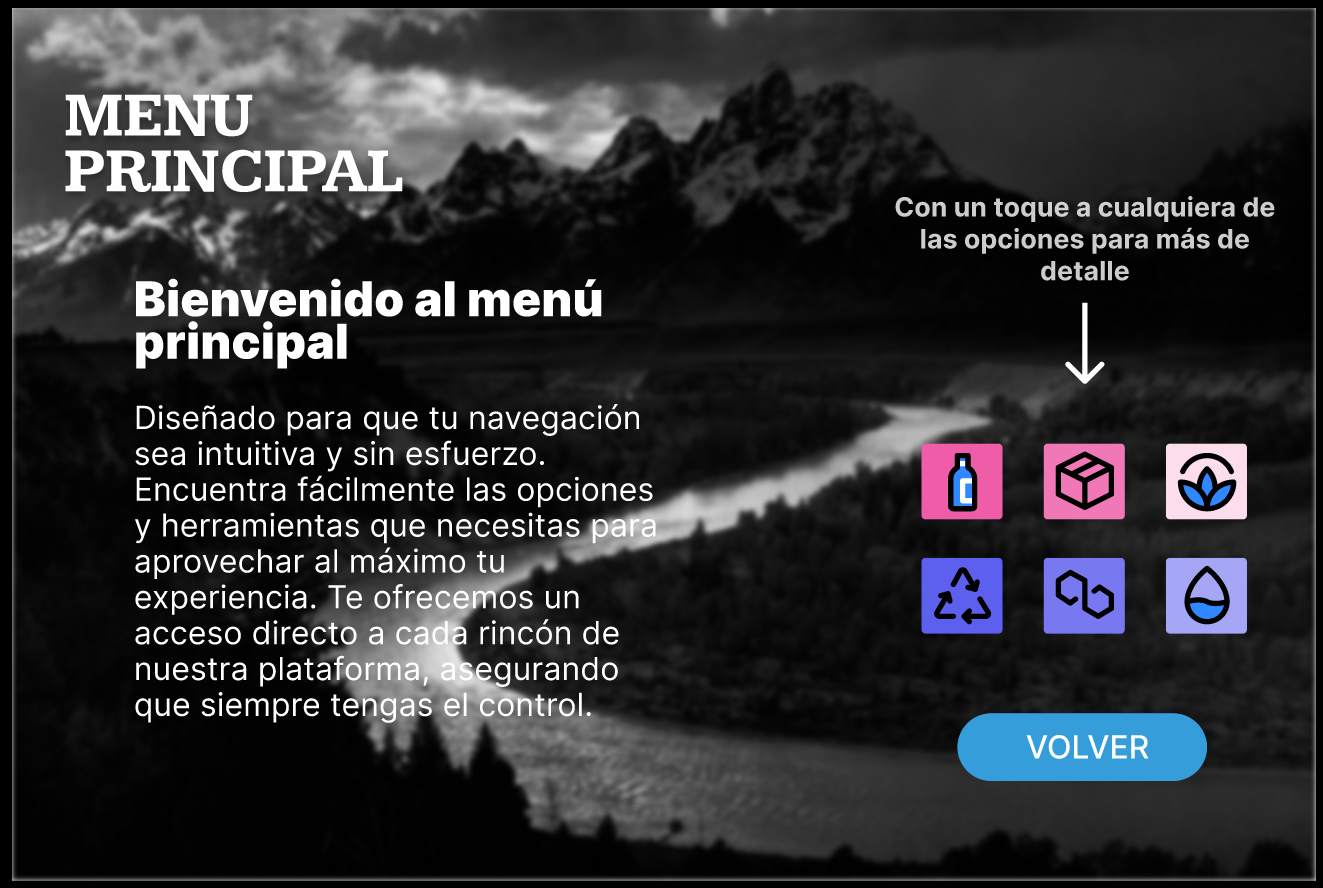 MENU
PRINCIPAL
Bienvenido al menú
principal
Diseñado para que tu navegación
sea intuitiva y sin esfuerzo.
Encuentra fácilmente las opciones
y herramientas que necesitas para
aprovechar al máximo tu
experiencia. Te ofrecemos un
acceso directo a cada rincón de
nuestra plataforma, asegurando
que siempre tengas el control.
Con un toque a cualquiera de
las opciones para más de
detalle
VOLVER